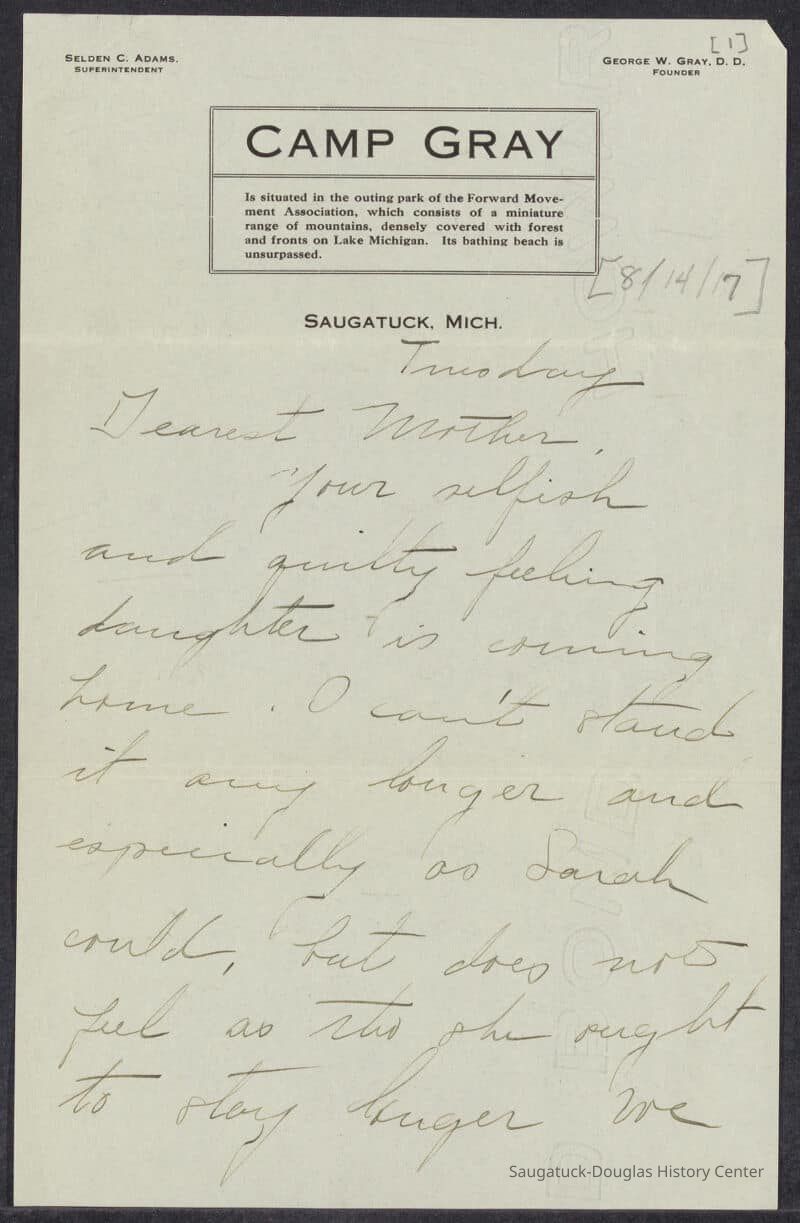 [1]
SELDEN C. ADAMS.
SUPERINTENDENT
GEORGE W. GRAY, D. D.
FOUNDER
CAMP GRAY
Is situated in the outing park of the Forward Move-
ment Association, which consists of a miniature
range of mountains, densely covered with forest
and fronts on Lake Michigan. Its bathing beach is
unsurpassed.
[8/14/17]
SAUGATUCK, MICH.
Tuesday
Dearest Mother,
Your selfish
and guilty feeling
daughter is coming
home. I can't stand
it any longer and
especially as Sarah
could, but does not
feel as tho she ought
to stay longer We
Saugatuck-Douglas History Center